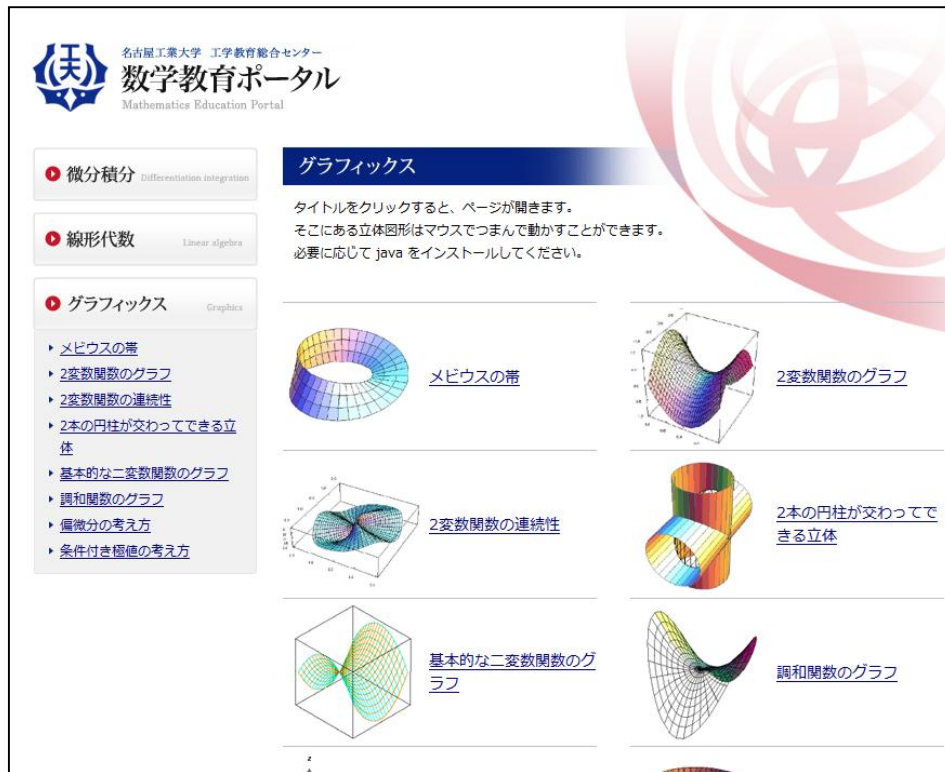 名古屋工業大学 工学教育総合センター
数学教育ポータル
Mathematics Education Portal
微分積分 Differentiation integration
線形代数 Linear algebra
グラフィックス Graphics
メビウスの帯
2変数関数のグラフ
2変数関数の連続性
2本の円柱が交わってできる立
体
基本的な二変数関数のグラフ
調和関数のグラフ
偏微分の考え方
条件付き極値の考え方
グラフィックス
タイトルをクリックすると、ページが開きます。
そこにある立体図形はマウスでつまんで動かすことができます。
必要に応じて java をインストールしてください。
メビウスの帯
2変数関数のグラフ
2変数関数の連続性
2本の円柱が交わってで
きる立体
基本的な二変数関数のグ
ラフ
調和関数のグラフ
z